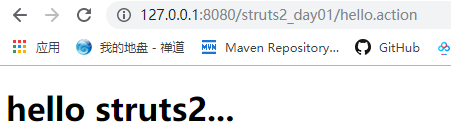 127.0.0.1:8080/struts2_day01/hello.action
应用 我的地盘 - 禅道 MVN Maven Repository... GitHub
hello struts2...